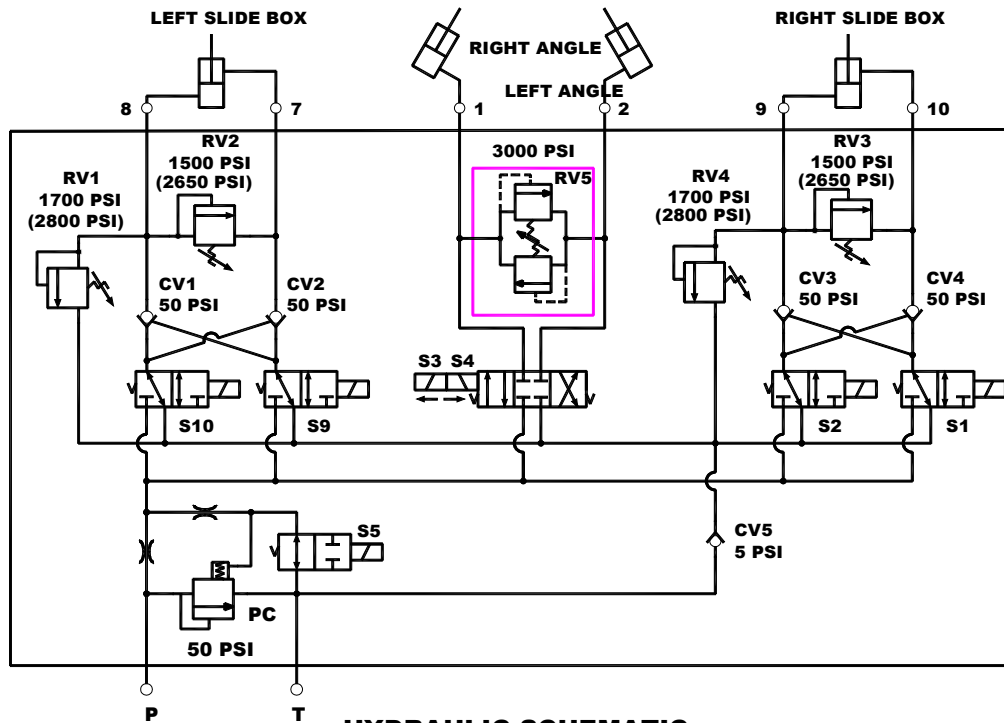 LEFT SLIDE BOX
RIGHT SLIDE BOX
RIGHT ANGLE
LEFT ANGLE
8
7
1
2
9
10
RV2
1500 PSI
(2650 PSI)
RV1
1700 PSI
(2800 PSI)
3000 PSI
RV5
RV3
1500 PSI
(2650 PSI)
RV4
1700 PSI
(2800 PSI)
CV1
50 PSI
CV2
50 PSI
CV3
50 PSI
CV4
50 PSI
S3 S4
S10
S9
S2
S1
S5
CV5
5 PSI
PC
50 PSI
P
T